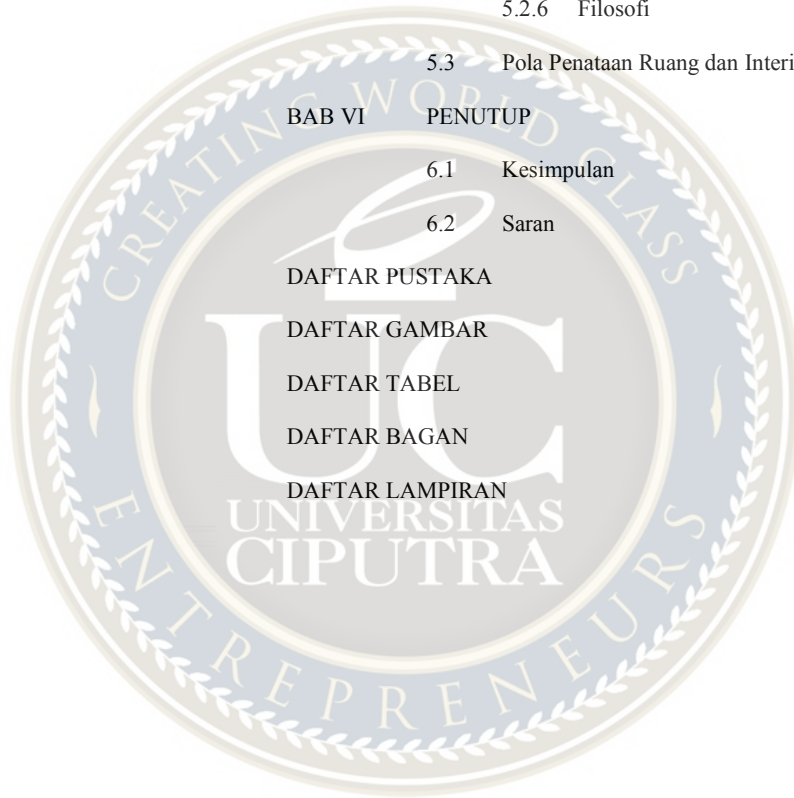 5.2.6 Filosofi
5.3 Pola Penataan Ruang dan Interi
BAB VI PENUTUP
6.1 Kesimpulan
6.2 Saran
DAFTAR PUSTAKA
DAFTAR GAMBAR
DAFTAR TABEL
DAFTAR BAGAN
DAFTAR LAMPIRAN
CREATING WORLD CLASS
UC
UNIVERSITAS
CIPUTRA
ENTREPRENEURS